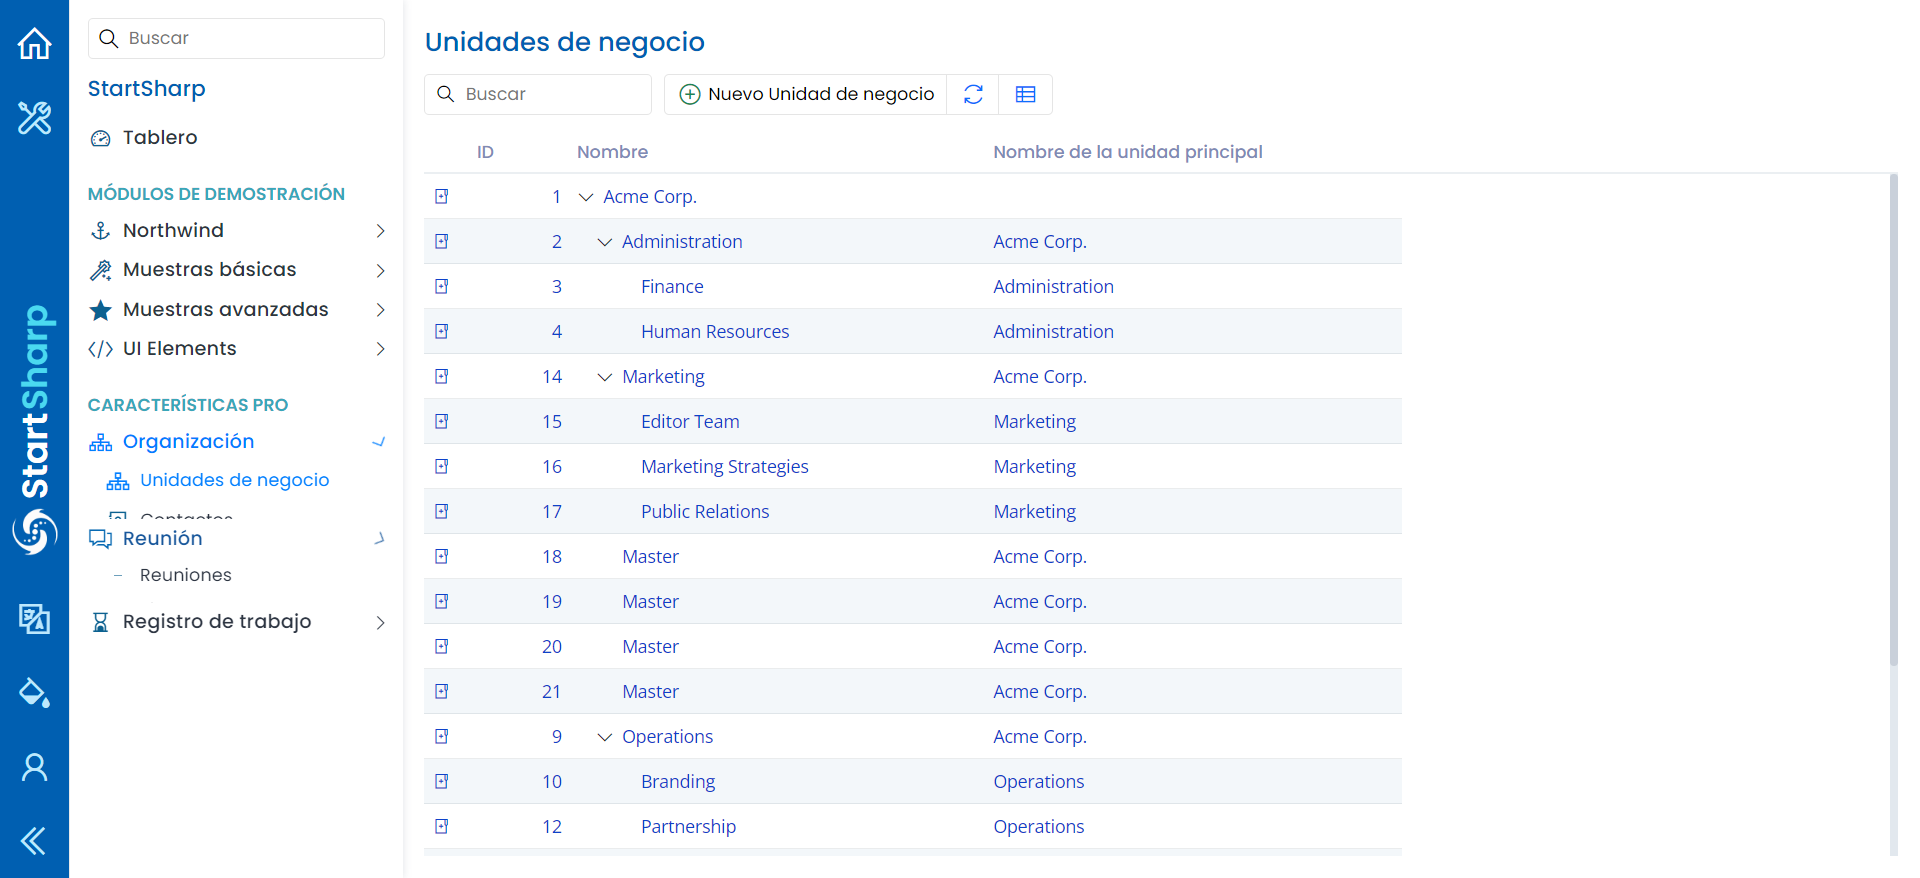 StartSharp
Buscar
StartSharp
Tablero
MÓDULOS DE DEMOSTRACIÓN
Northwind
Muestras básicas
Muestras avanzadas
UI Elements
CARACTERÍSTICAS PRO
Organización
Unidades de negocio
Contactos
Reunión
Reuniones
Registro de trabajo
Unidades de negocio
Buscar
Nuevo Unidad de negocio
ID Nombre Nombre de la unidad principal
1 Acme Corp.
2 Administration Acme Corp.
3 Finance Administration
4 Human Resources Administration
14 Marketing Acme Corp.
15 Editor Team Marketing
16 Marketing Strategies Marketing
17 Public Relations Marketing
18 Master Acme Corp.
19 Master Acme Corp.
20 Master Acme Corp.
21 Master Acme Corp.
9 Operations Acme Corp.
10 Branding Operations
12 Partnership Operations